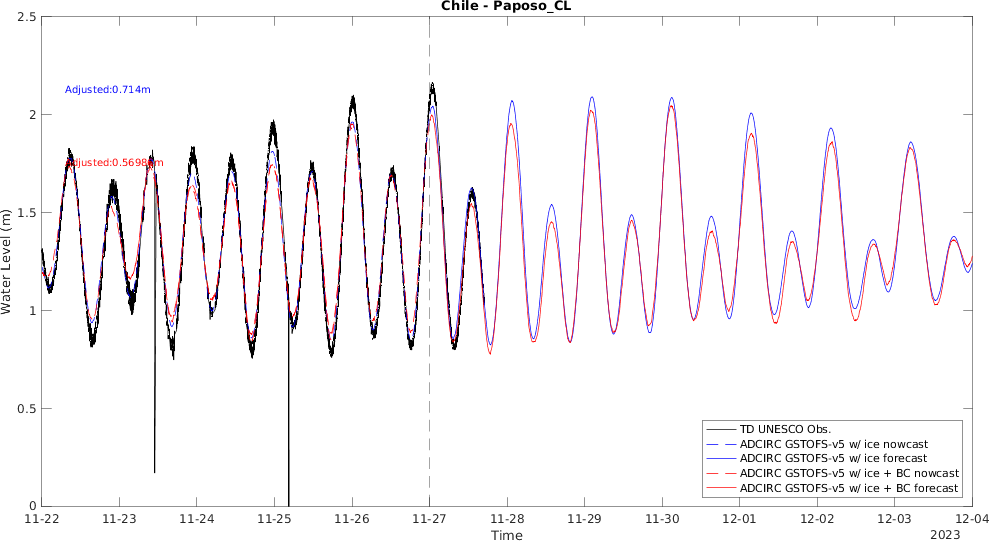 Chile - Paposo_CL
2.5
2
1.5
1
0.5
0
Water Level (m)
Adjusted:0.714m
TD UNESCO Obs.
ADCIRC GSTOFS-v5 w/ ice nowcast
ADCIRC GSTOFS-v5 w/ ice forecast
ADCIRC GSTOFS-v5 w/ ice + BC nowcast
ADCIRC GSTOFS-v5 w/ ice + BC forecast
11-22 11-23 11-24 11-25 11-26 11-27 11-28 11-29 11-30 12-01 12-02 12-03 12-04
Time
2023